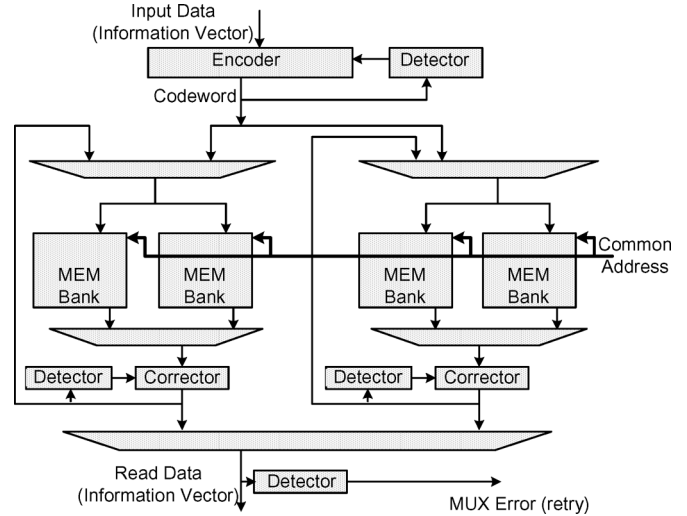 Input Data
(Information Vector)
Encoder
Detector
Codeword
Common
Address
MEM
Bank
MEM
Bank
MEM
Bank
MEM
Bank
Detector
Corrector
Detector
Corrector
Read Data
(Information Vector)
Detector
MUX Error (retry)